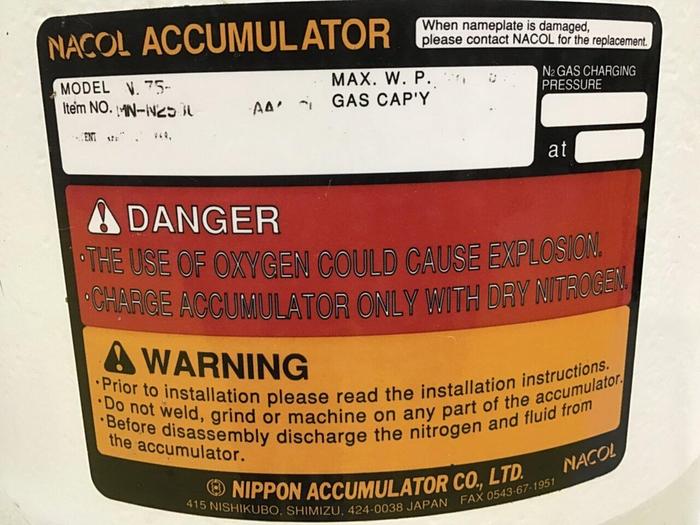 NACOL ACCUMULATOR
When nameplate is damaged,
please contact NACOL for the replacement.
MODEL
MAX. W. P.
Item NO.
GAS CAP'Y
N₂ GAS CHARGING
PRESSURE
at
DANGER
·THE USE OF OXYGEN COULD CAUSE EXPLOSION.
·CHARGE ACCUMULATOR ONLY WITH DRY NITROGEN.
WARNING
·Prior to installation please read the installation instructions.
·Do not weld, grind or machine on any part of the accumulator.
·Before disassembly discharge the nitrogen and fluid from
the accumulator.
NIPPON ACCUMULATOR CO., LTD.
NACOL
415 NISHIKUBO, SHIMIZU, 424-0038 JAPAN FAX 0543-67-1951